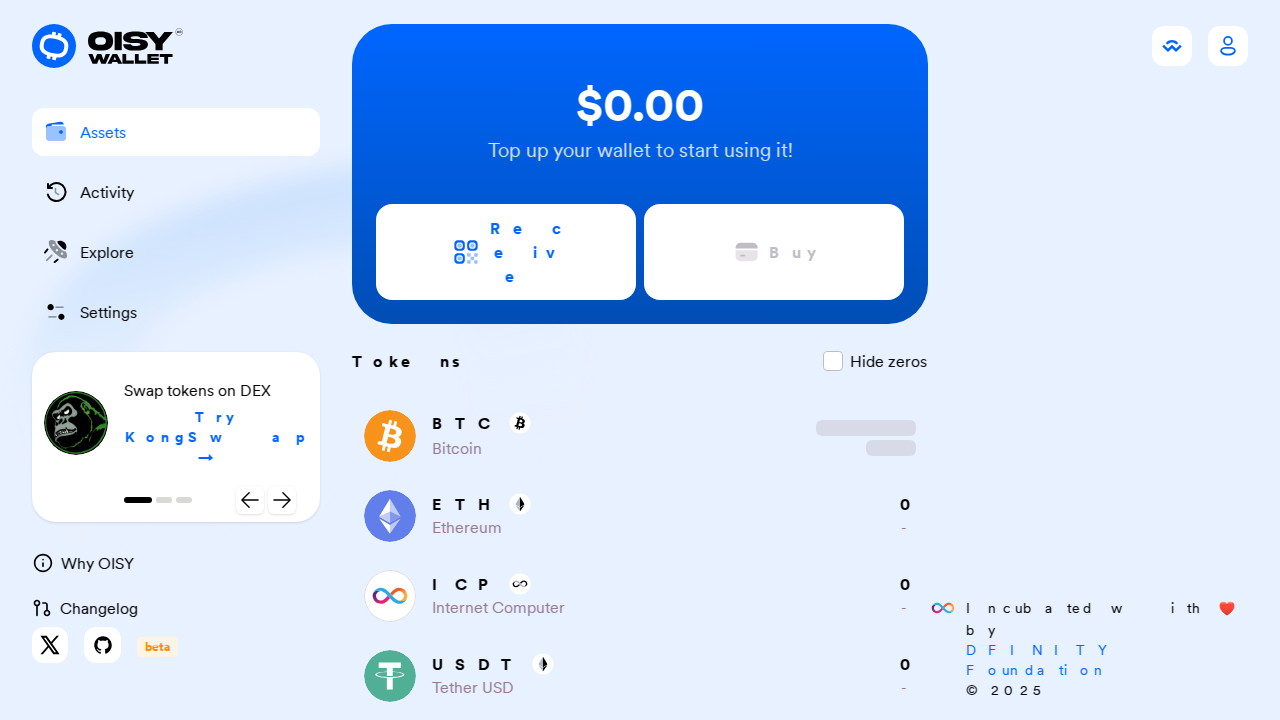 OISY
WALLET
Assets
Activity
Explore
Settings
Swap tokens on DEX
Try
KongSwap
→
Why OISY
Changelog
beta
$0.00
Top up your wallet to start using it!
Receive
Buy
Tokens
Hide zeros
BTC
Bitcoin
ETH
0
Ethereum
-
ICP
0
Internet Computer
-
USDT
0
Tether USD
-
Incubated with ❤️
by
DFINITY
Foundation
© 2025